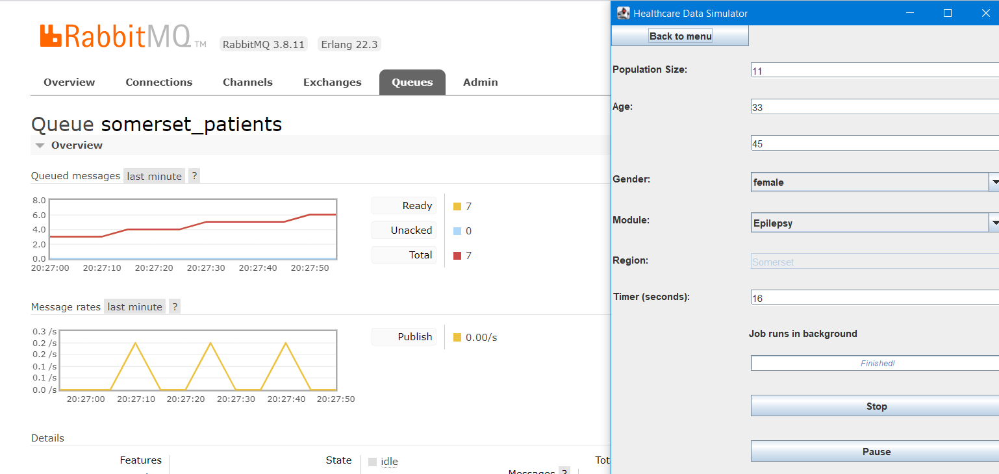 RabbitMQ TM RabbitMQ 3.8.11 Erlang 22.3
Overview Connections Channels Exchanges Queues Admin
Queue somerset_patients
Overview
Queued messages last minute ?
8.0
6.0
4.0
2.0
0.0
20:27:00 20:27:10 20:27:20 20:27:30 20:27:40 20:27:50
Ready 7
Unacked 0
Total 7
Message rates last minute ?
0.3 /s
0.2 /s
0.2 /s
0.1 /s
0.1 /s
0.0 /s
20:27:00 20:27:10 20:27:20 20:27:30 20:27:40 20:27:50
Publish 0.00/s
Details
Features State idle Tot
Messages ?
Healthcare Data Simulator
Back to menu
Population Size: 11
Age: 33
45
Gender: female
Module: Epilepsy
Region: Somerset
Timer (seconds): 16
Job runs in background
Finished!
Stop
Pause